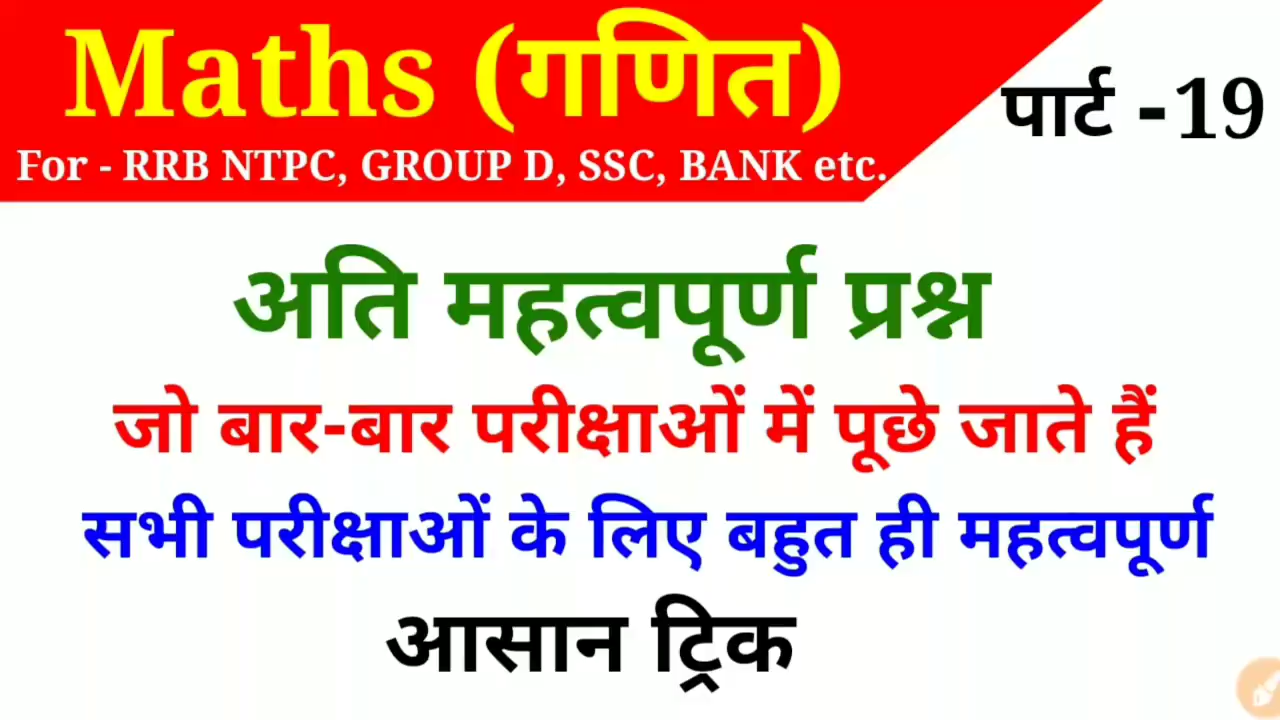 Maths (गणित)
For - RRB NTPC, GROUP D, SSC, BANK etc.
पार्ट -19
अति महत्वपूर्ण प्रश्न
जो बार-बार परीक्षाओं में पूछे जाते हैं
सभी परीक्षाओं के लिए बहुत ही महत्वपूर्ण
आसान ट्रिक